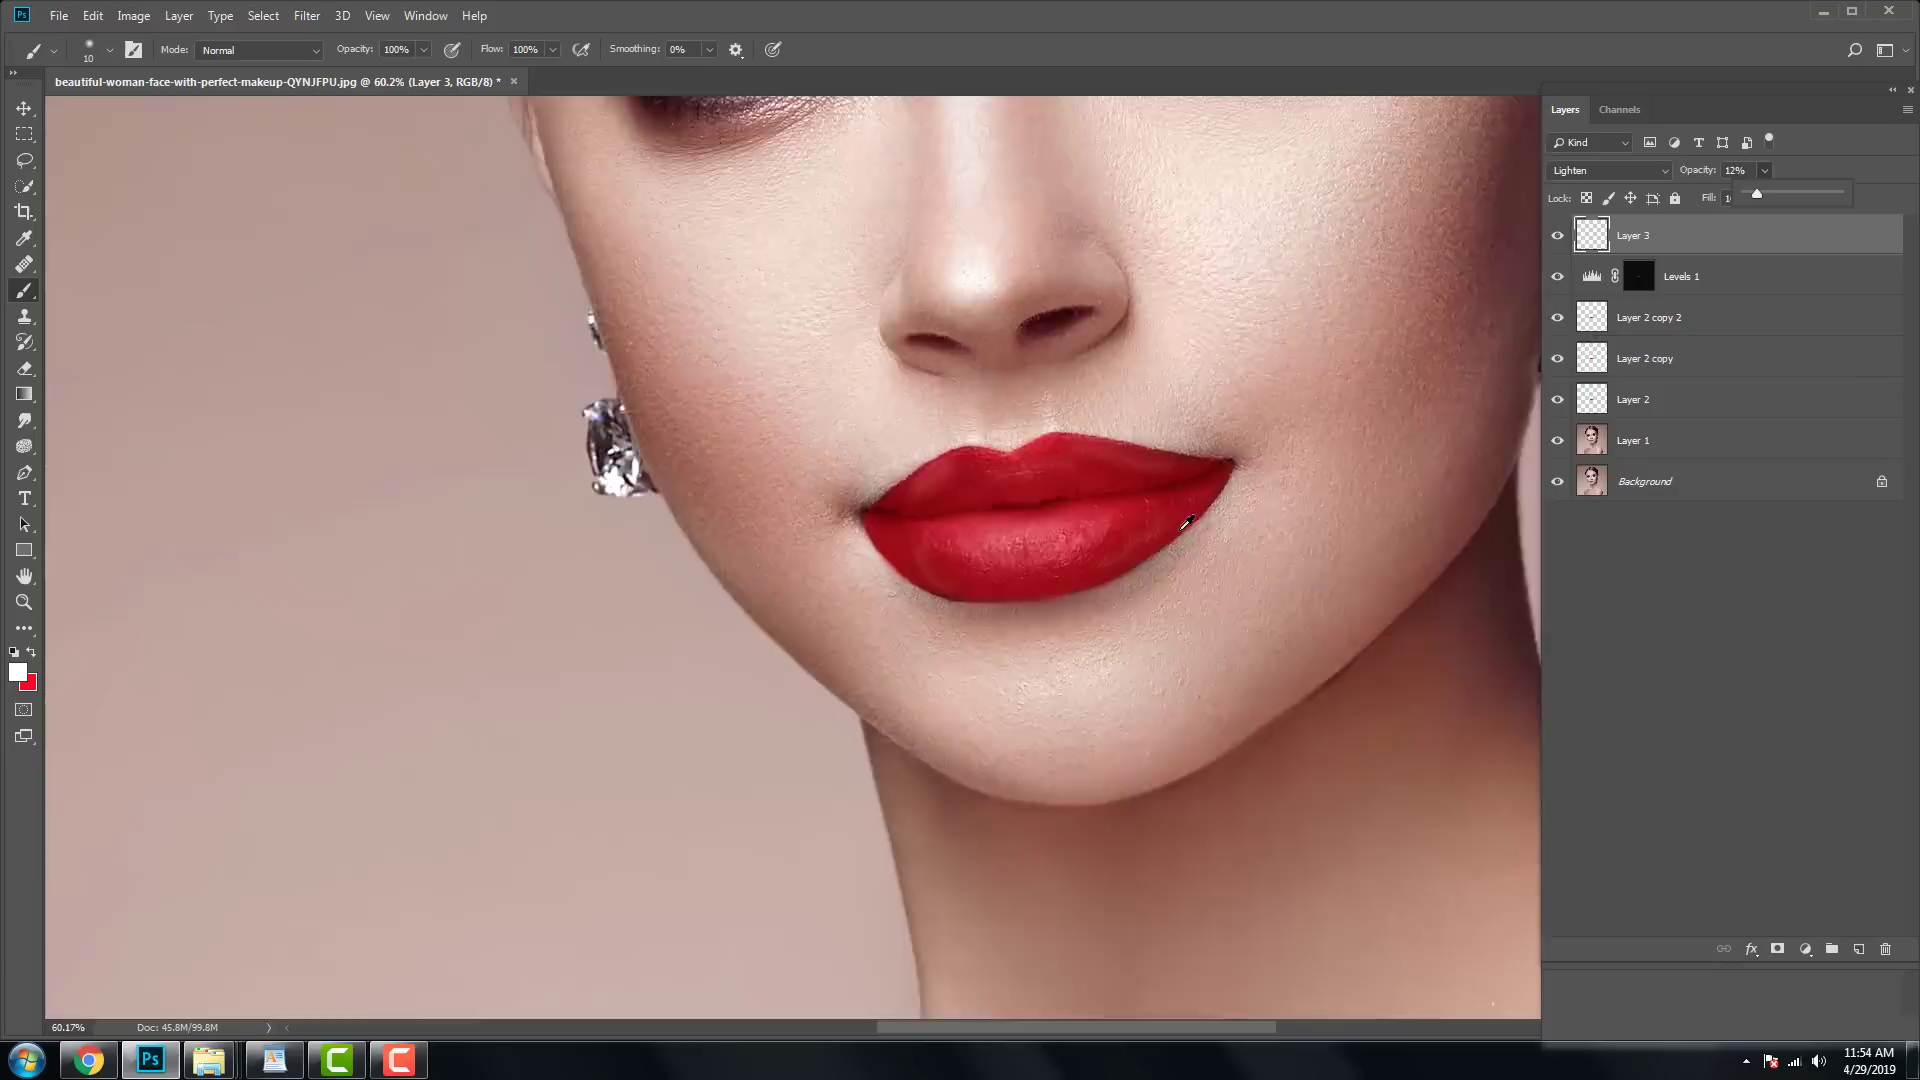 Ps File Edit Image Layer Type Select Filter 3D View Window Help
10 Mode: Normal Opacity: 100% Flow: 100% Smoothing: 0%
beautiful-woman-face-with-perfect-makeup-QYNJFPU.jpg @ 60.2% (Layer 3, RGB/8) *
Layers Channels
Kind
Lighten Opacity: 12%
Lock: Fill:
Layer 3
Levels 1
Layer 2 copy 2
Layer 2 copy
Layer 2
Layer 1
Background
fx
60.17% Doc: 45.8M/99.8M
Ps
11:54 AM
4/29/2019